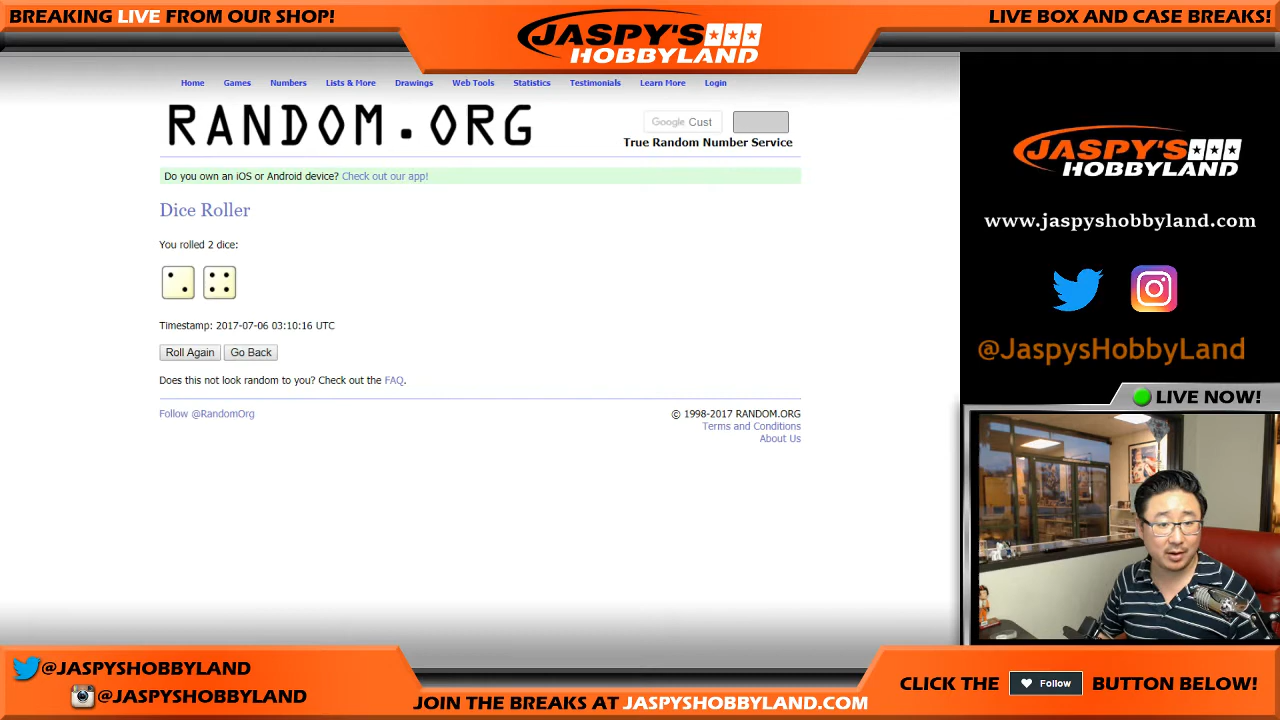 BREAKING LIVE FROM OUR SHOP!
JASPY'S
HOBBYLAND
LIVE BOX AND CASE BREAKS!
Home Games Numbers Lists & More Drawings Web Tools Statistics Testimonials Learn More Login
RANDOM.ORG
Google Cust
True Random Number Service
Do you own an iOS or Android device? Check out our app!
Dice Roller
You rolled 2 dice:
Timestamp: 2017-07-06 03:10:16 UTC
Roll Again Go Back
Does this not look random to you? Check out the FAQ.
Follow @RandomOrg
© 1998-2017 RANDOM.ORG
Terms and Conditions
About Us
JASPY'S
HOBBYLAND
www.jaspyshobbyland.com
@JaspysHobbyLand
LIVE NOW!
@JASPYSHOBBYLAND
@JASPYSHOBBYLAND
JOIN THE BREAKS AT JASPYSHOBBYLAND.COM
CLICK THE Follow BUTTON BELOW!